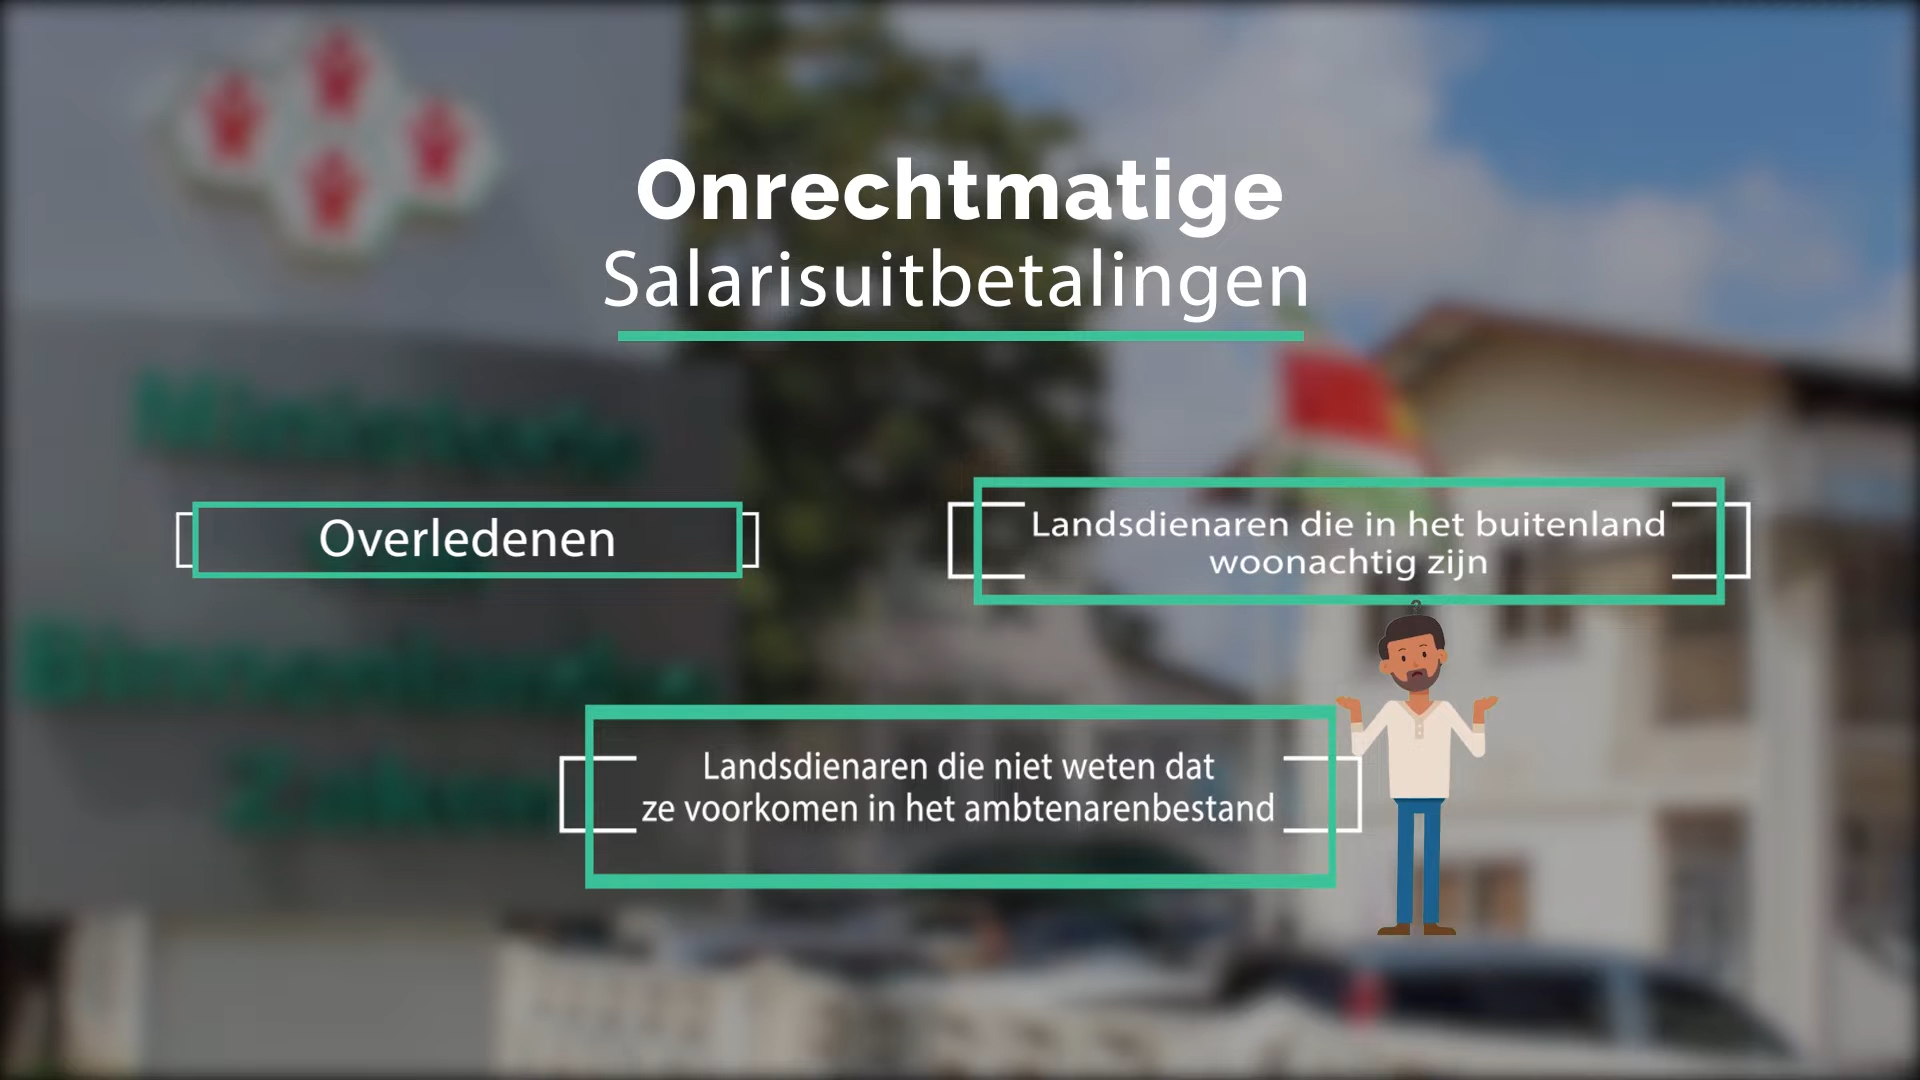 Onrechtmatige
Salarisuitbetalingen
Overledenen
Landsdienaren die in het buitenland
woonachtig zijn
Landsdienaren die niet weten dat
ze voorkomen in het ambtenarenbestand